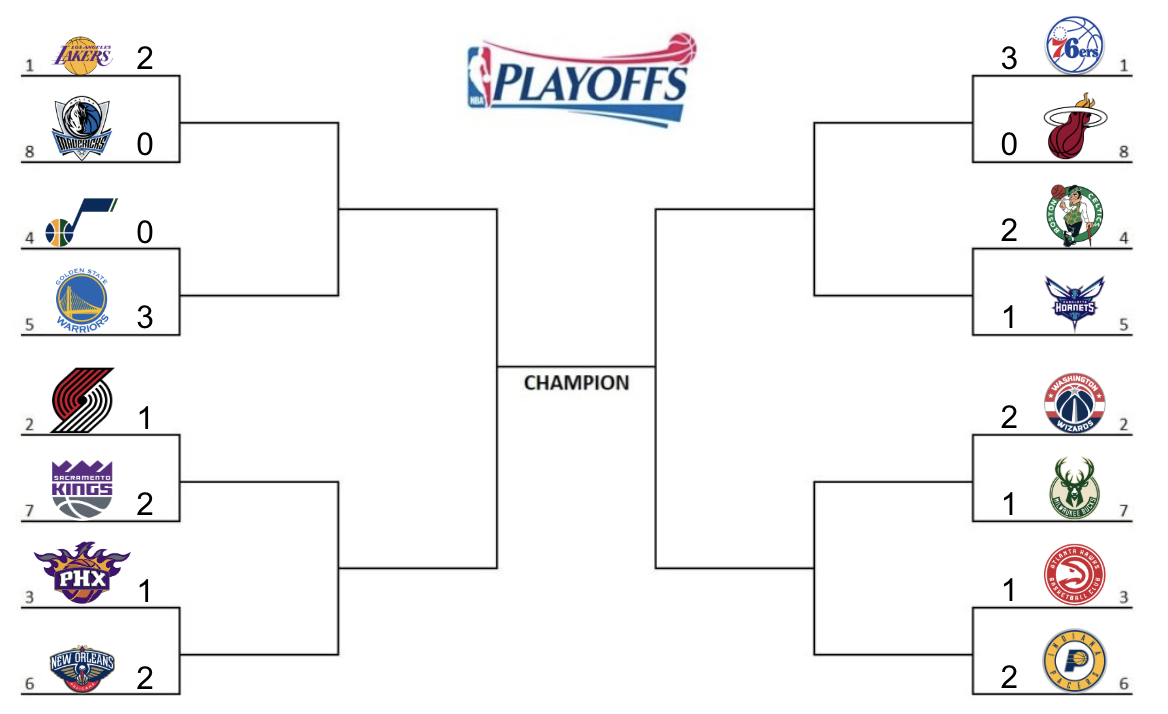 LOS ANGELES
LAKERS
1
2
MAVERICKS
8
0
4
0
GOLDEN STATE
WARRIORS
5
3
2
1
SACRAMENTO
KINGS
7
2
PHX
3
1
NEW ORLEANS
PELICANS
6
2
NBA
PLAYOFFS
CHAMPION
3
76ers
1
0
8
2
BOSTON
CELTICS
4
1
HORNETS
5
2
WASHINGTON
WIZARDS
2
1
MILWAUKEE BUCKS
7
1
ATLANTA HAWKS
BASKETBALL CLUB
3
2
INDIANA
PACERS
6